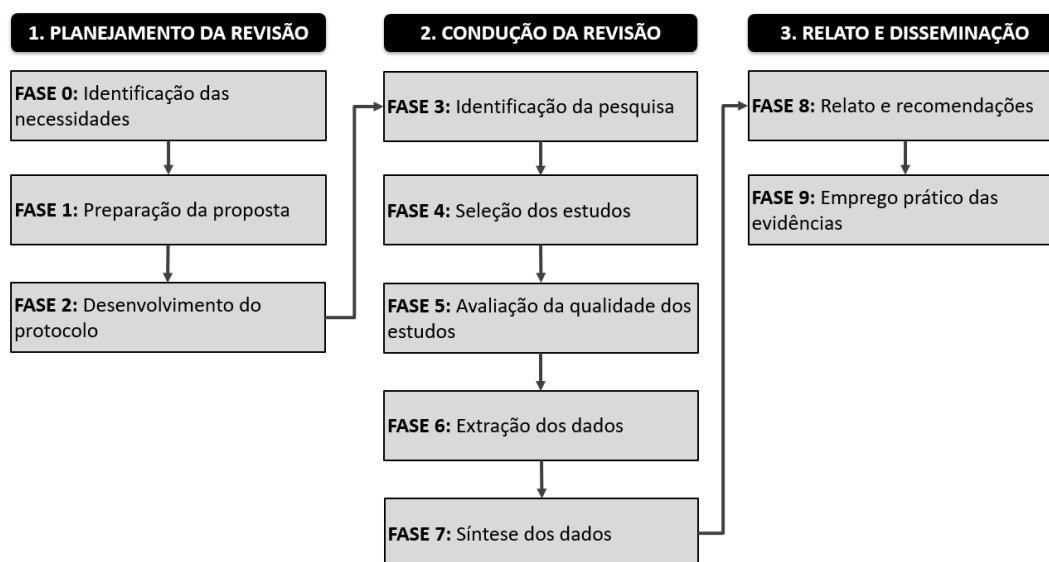 1. PLANEJAMENTO DA REVISÃO
FASE 0: Identificação das
necessidades
FASE 1: Preparação da proposta
FASE 2: Desenvolvimento do
protocolo
2. CONDUÇÃO DA REVISÃO
FASE 3: Identificação da pesquisa
FASE 4: Seleção dos estudos
FASE 5: Avaliação da qualidade dos
estudos
FASE 6: Extração dos dados
FASE 7: Síntese dos dados
3. RELATO E DISSEMINAÇÃO
FASE 8: Relato e recomendações
FASE 9: Emprego prático das
evidências